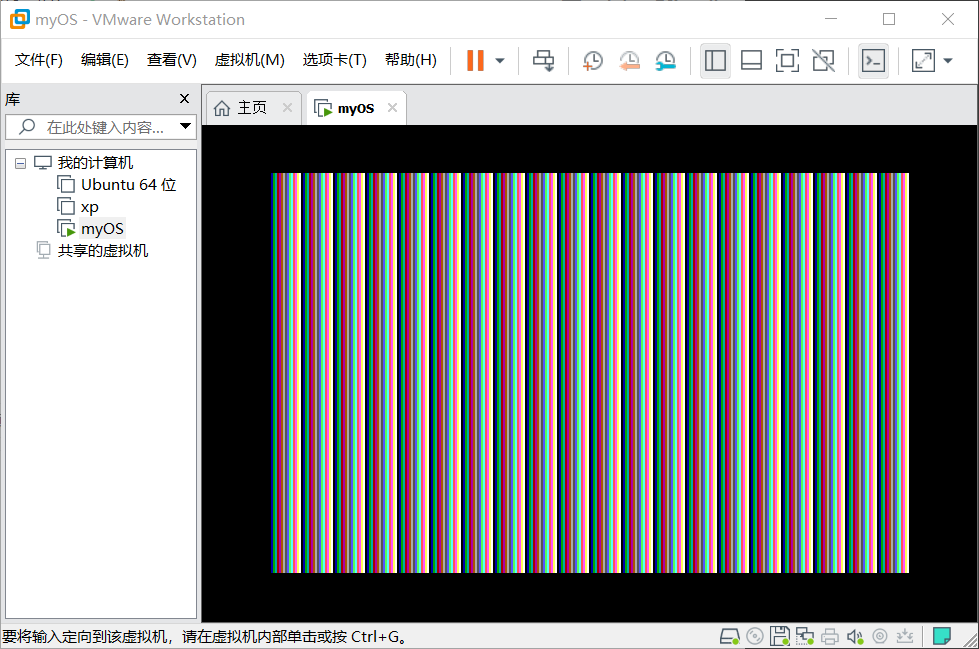 myOS - VMware Workstation
文件(F) 编辑(E) 查看(V) 虚拟机(M) 选项卡(T) 帮助(H)
库
在此处键入内容...
我的计算机
Ubuntu 64 位
xp
myOS
共享的虚拟机
主页 myOS
要将输入定向到该虚拟机，请在虚拟机内部单击或按 Ctrl+G。